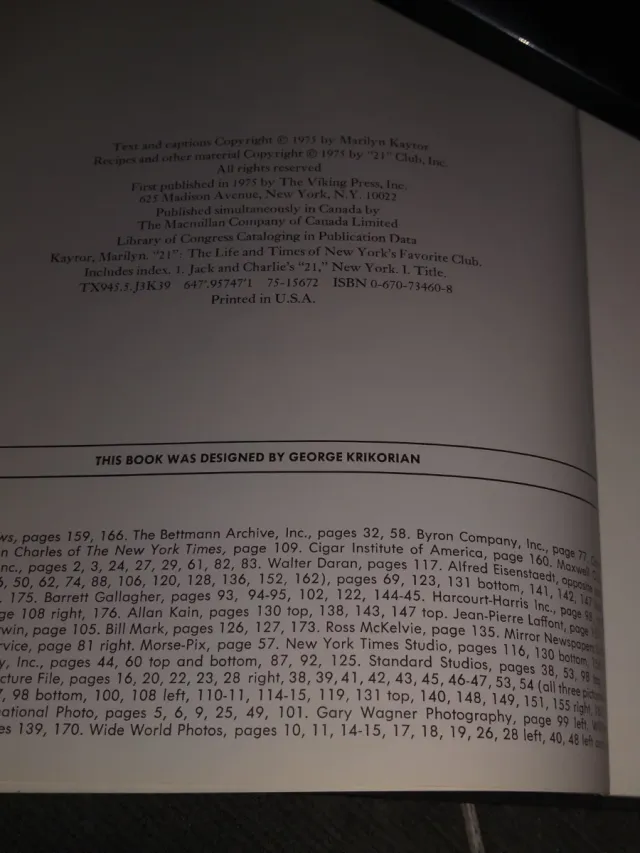 Text and captions Copyright © 1975 by Marilyn Kaytor
Recipes and other material Copyright © 1975 by "21" Club, Inc.
All rights reserved
First published in 1975 by The Viking Press, Inc.
625 Madison Avenue, New York, N.Y. 10022
Published simultaneously in Canada by
The Macmillan Company of Canada Limited
Library of Congress Cataloging in Publication Data
Kaytor, Marilyn. "21": The Life and Times of New York's Favorite Club.
Includes index. 1. Jack and Charlie's "21," New York. I. Title.
TX945.5.J3K39 647'.95747'1 75-15672 ISBN 0-670-73460-8
Printed in U.S.A.
THIS BOOK WAS DESIGNED BY GEORGE KRIKORIAN
pages 159, 166. The Bettmann Archive, Inc., pages 32, 58. Byron Company, Inc., page 77.
Charles of The New York Times, page 109. Cigar Institute of America, page 160. Maxwell
pages 2, 3, 24, 27, 29, 61, 82, 83. Walter Daran, pages 117. Alfred Eisenstaedt, opposite
50, 62, 74, 88, 106, 120, 128, 136, 152, 162), pages 69, 123, 131 bottom, 141, 142,
175. Barrett Gallagher, pages 93, 94-95, 102, 122, 144-45. Harcourt-Harris Inc., page
108 right, 176. Allan Kain, pages 130 top, 138, 143, 147 top. Jean-Pierre Laffont, page
page 105. Bill Mark, pages 126, 127, 173. Ross McKelvie, page 135. Mirror Newspapers
page 81 right. Morse-Pix, page 57. New York Times Studio, pages 116, 130 bottom,
Inc., pages 44, 60 top and bottom, 87, 92, 125. Standard Studios, pages 38, 53, 98
File, pages 16, 20, 22, 23, 28 right, 38, 39, 41, 42, 43, 45, 46-47, 53, 54 (all three
98 bottom, 100, 108 left, 110-11, 114-15, 119, 131 top, 140, 148, 149, 151, 155 right,
Photo, pages 5, 6, 9, 25, 49, 101. Gary Wagner Photography, page 99 left.
139, 170. Wide World Photos, pages 10, 11, 14-15, 17, 18, 19, 26, 28 left, 40, 48 left